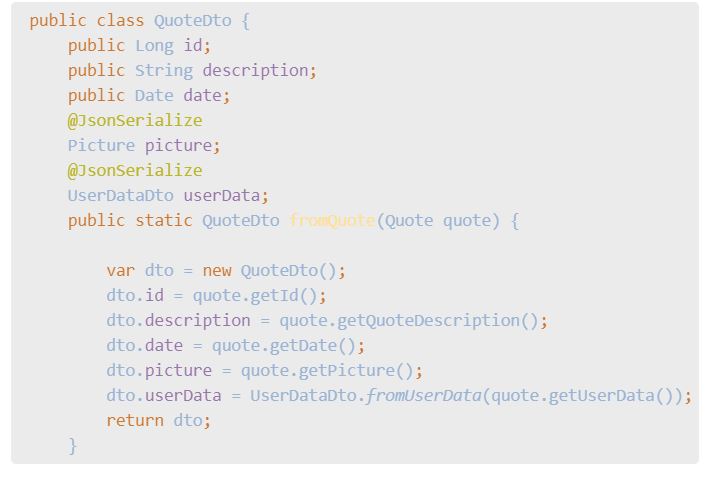 public class QuoteDto {
    public Long id;
    public String description;
    public Date date;
    @JsonSerialize
    Picture picture;
    @JsonSerialize
    UserDataDto userData;
    public static QuoteDto fromQuote(Quote quote) {

        var dto = new QuoteDto();
        dto.id = quote.getId();
        dto.description = quote.getQuoteDescription();
        dto.date = quote.getDate();
        dto.picture = quote.getPicture();
        dto.userData = UserDataDto.fromUserData(quote.getUserData());
        return dto;
    }